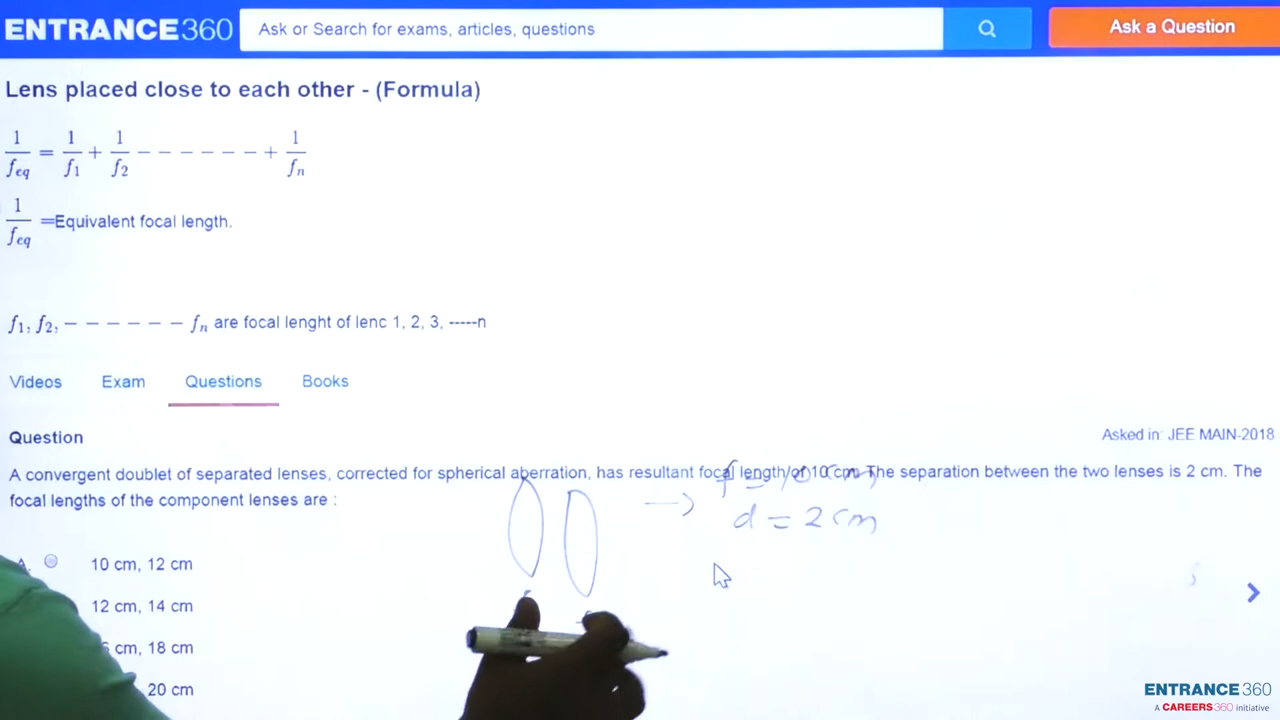 ENTRANCE360
Ask or Search for exams, articles, questions
Ask a Question
Lens placed close to each other - (Formula)
1/f_eq = 1/f_1 + 1/f_2 - - - - - - + 1/f_n
1/f_eq =Equivalent focal length.
f_1, f_2, - - - - - - f_n are focal lenght of lenc 1, 2, 3, -----n
Videos Exam Questions Books
Question
Asked in: JEE MAIN-2018
A convergent doublet of separated lenses, corrected for spherical aberration, has resultant focal length of 10 cm. The separation between the two lenses is 2 cm. The
focal lengths of the component lenses are :
f = 10 cm
d = 2 cm
10 cm, 12 cm
12 cm, 14 cm
cm, 18 cm
20 cm
ENTRANCE360
A CAREERS360 initiative